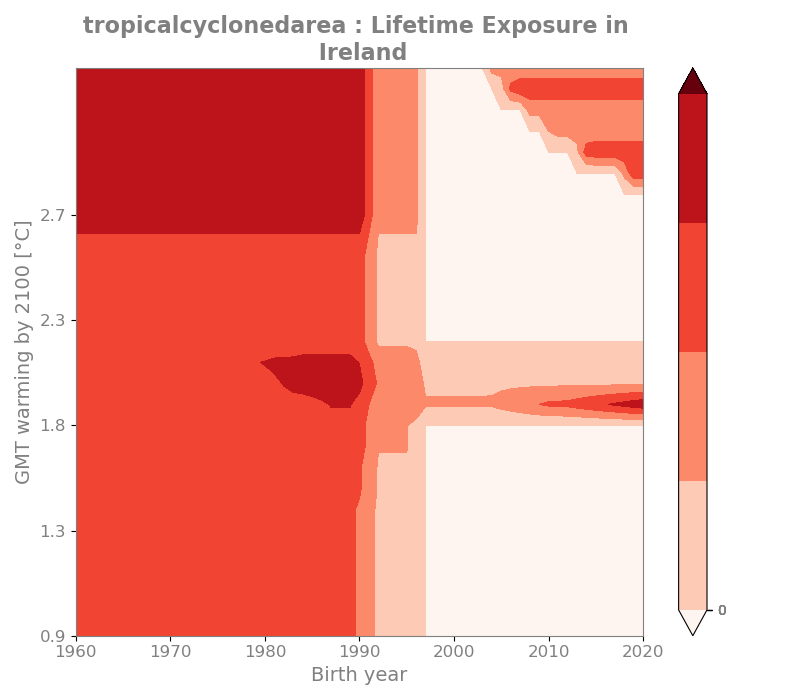 tropicalcyclonedarea : Lifetime Exposure in
Ireland
GMT warming by 2100 [°C]
2.7
2.3
1.8
1.3
0.9
0
1960 1970 1980 1990 2000 2010 2020
Birth year